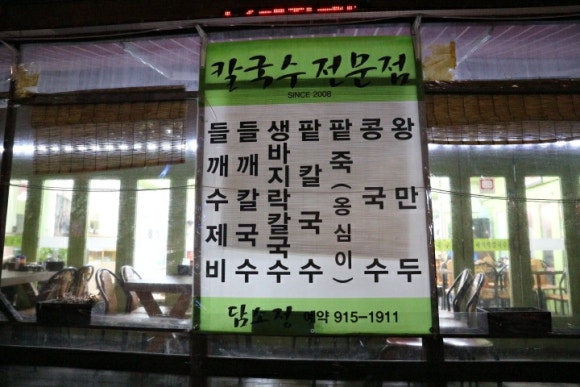 칼국수전문점
SINCE 2008
들깨수제비
들깨칼국수
생바지락칼국수
팥칼국수
팥죽(옹심이)
콩국수
왕만두
담소정 예약 915-1911